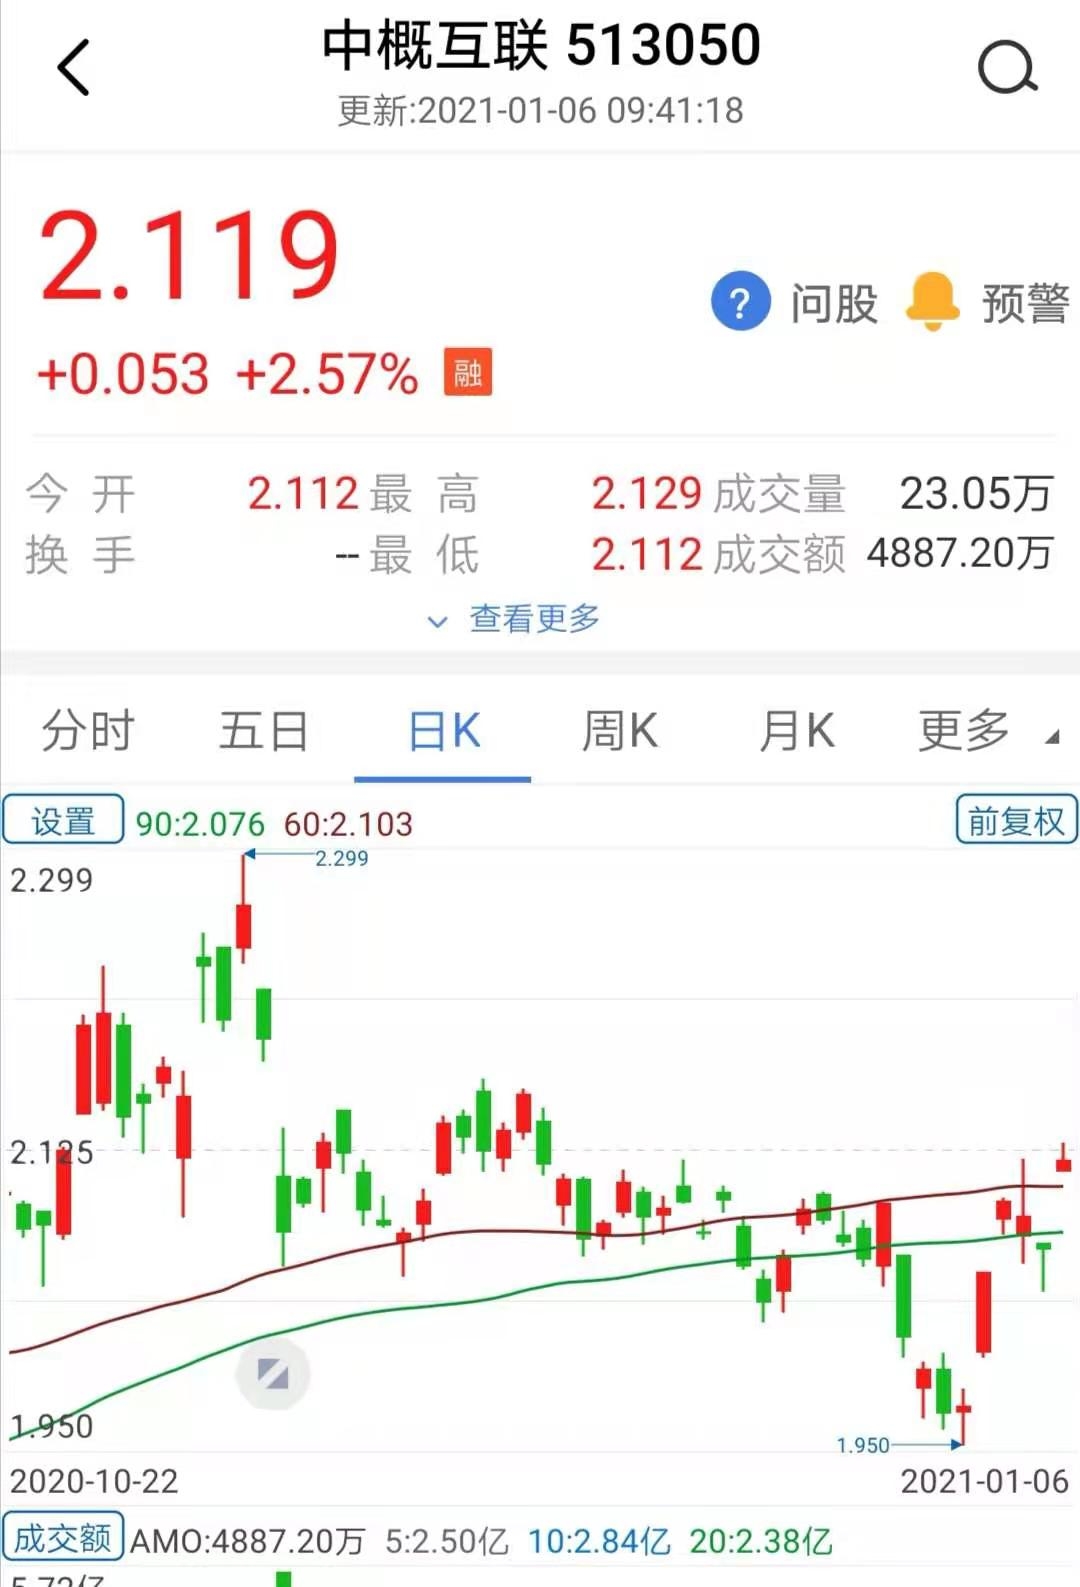 中概互联 513050
更新:2021-01-06 09:41:18
2.119
? 问股 预警
+0.053 +2.57% 融
今开 2.112 最高 2.129 成交量 23.05万
换手 -- 最低 2.112 成交额 4887.20万
查看更多
分时 五日 日K 周K 月K 更多
设置 90:2.076 60:2.103 前复权
2.299
2.299
2.125
1.950
1.950
2020-10-22 2021-01-06
成交额 AMO:4887.20万 5:2.50亿 10:2.84亿 20:2.38亿